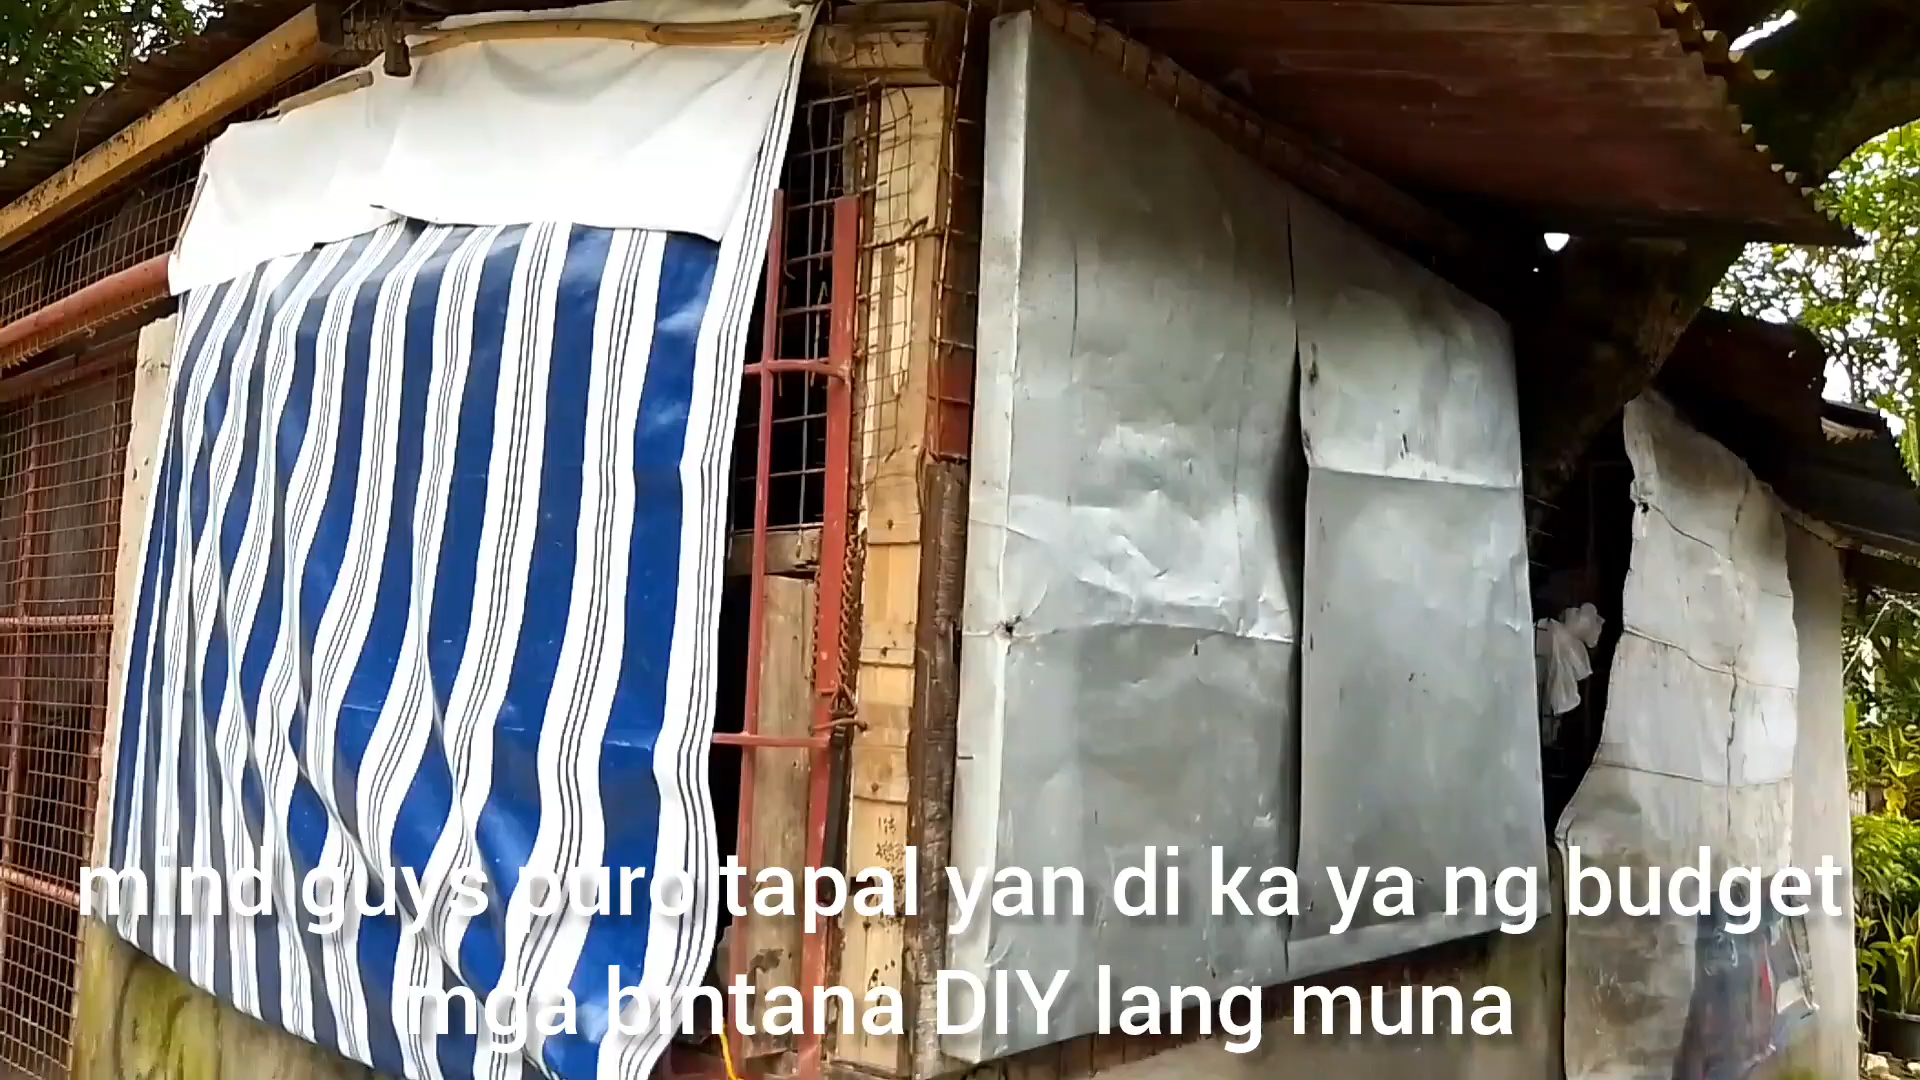 mind guys puro tapal yan di ka ya ng budget
mga bintana DIY lang muna